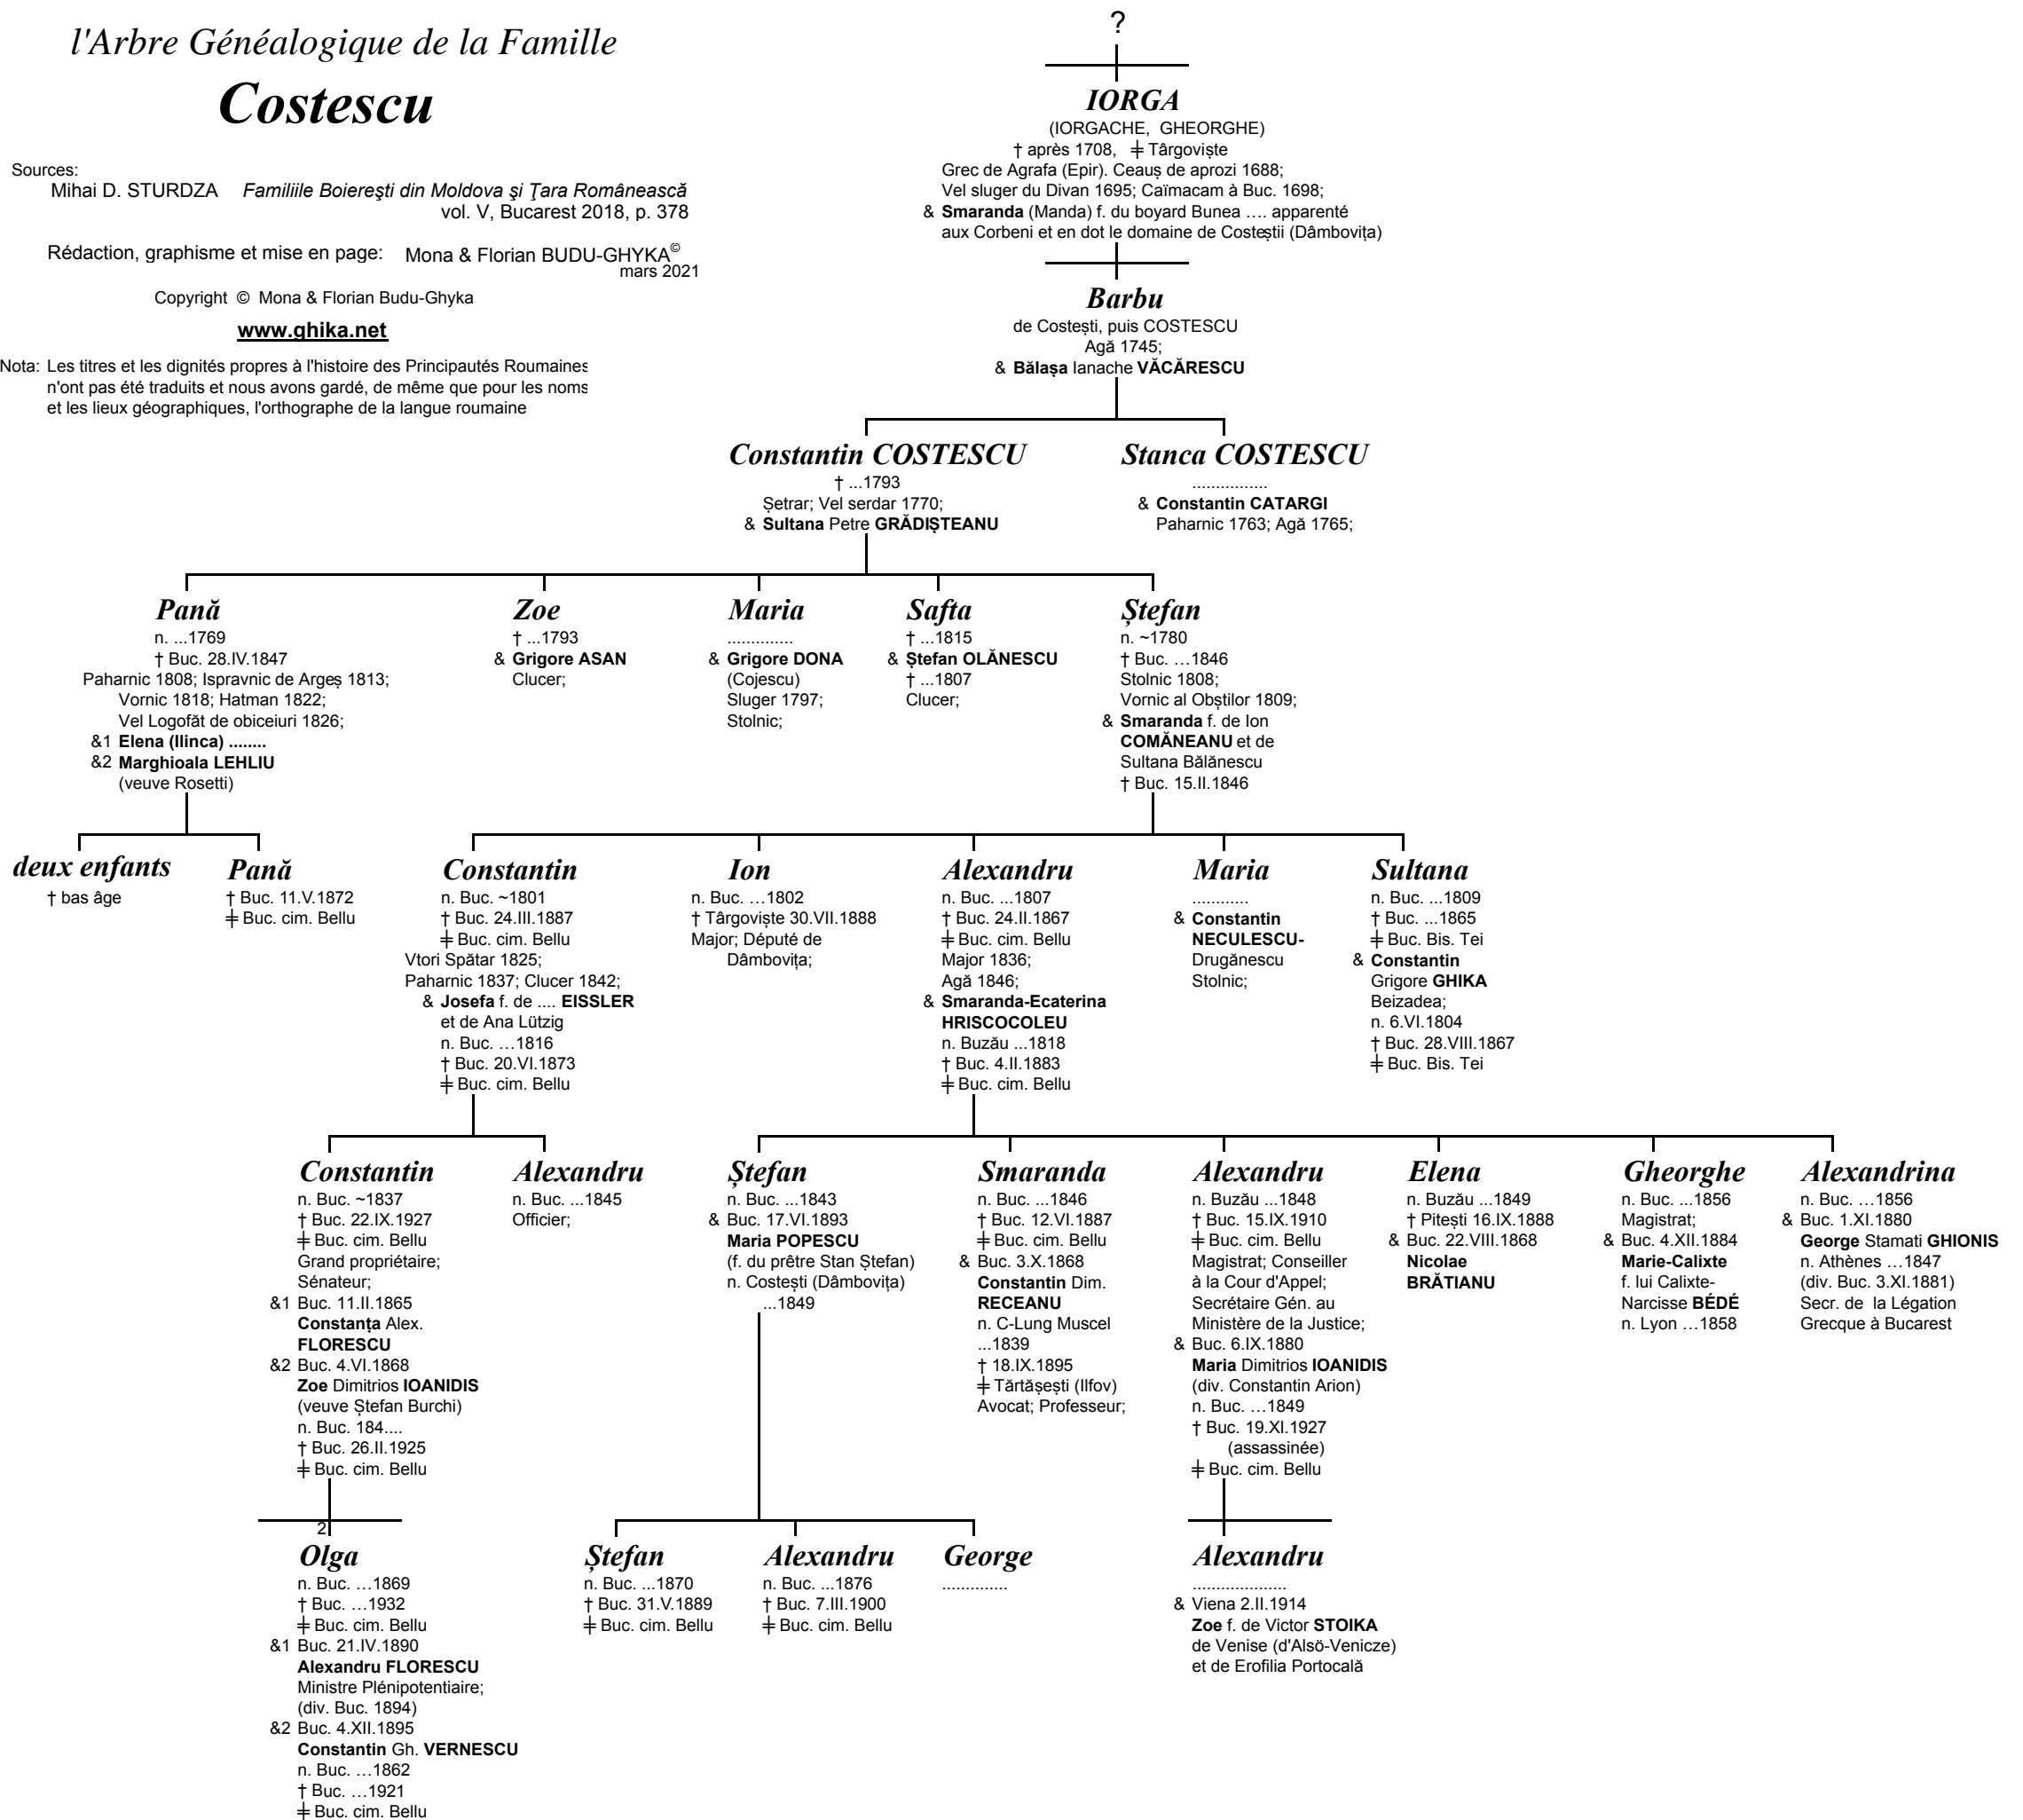 l'Arbre Généalogique de la Famille
Costescu
Sources:
Mihai D. STURDZA Familiile Boiereşti din Moldova şi Ţara Românească
vol. V, Bucarest 2018, p. 378
Rédaction, graphisme et mise en page: Mona & Florian BUDU-GHYKA©
mars 2021
Copyright © Mona & Florian Budu-Ghyka
www.ghika.net
Nota: Les titres et les dignités propres à l'histoire des Principautés Roumaines
n'ont pas été traduits et nous avons gardé, de même que pour les noms
et les lieux géographiques, l'orthographe de la langue roumaine
?
IORGA
(IORGACHE, GHEORGHE)
† après 1708, ǂ Târgoviște
Grec de Agrafa (Epir). Ceauș de aprozi 1688;
Vel sluger du Divan 1695; Caïmacam à Buc. 1698;
& Smaranda (Manda) f. du boyard Bunea …. apparenté
aux Corbeni et en dot le domaine de Costeștii (Dâmbovița)
Barbu
de Costești, puis COSTESCU
Agă 1745;
& Bălașa Ianache VĂCĂRESCU
Constantin COSTESCU
† ...1793
Șetrar; Vel serdar 1770;
& Sultana Petre GRĂDIȘTEANU
Stanca COSTESCU
................
& Constantin CATARGI
Paharnic 1763; Agă 1765;
Pană
n. ...1769
† Buc. 28.IV.1847
Paharnic 1808; Ispravnic de Argeș 1813;
Vornic 1818; Hatman 1822;
Vel Logofăt de obiceiuri 1826;
&1 Elena (Ilinca) ........
&2 Marghioala LEHLIU
(veuve Rosetti)
Zoe
† ...1793
& Grigore ASAN
Clucer;
Maria
..............
& Grigore DONA
(Cojescu)
Sluger 1797;
Stolnic;
Safta
† ...1815
& Ștefan OLĂNESCU
† ...1807
Clucer;
Ștefan
n. ~1780
† Buc. …1846
Stolnic 1808;
Vornic al Obștilor 1809;
& Smaranda f. de Ion
COMĂNEANU et de
Sultana Bălănescu
† Buc. 15.II.1846
deux enfants
† bas âge
Pană
† Buc. 11.V.1872
ǂ Buc. cim. Bellu
Constantin
n. Buc. ~1801
† Buc. 24.III.1887
ǂ Buc. cim. Bellu
Vtori Spătar 1825;
Paharnic 1837; Clucer 1842;
& Josefa f. de .... EISSLER
et de Ana Lützig
n. Buc. …1816
† Buc. 20.VI.1873
ǂ Buc. cim. Bellu
Ion
n. Buc. …1802
† Târgoviște 30.VII.1888
Major; Député de
Dâmbovița;
Alexandru
n. Buc. ...1807
† Buc. 24.II.1867
ǂ Buc. cim. Bellu
Major 1836;
Agă 1846;
& Smaranda-Ecaterina
HRISCOCOLEU
n. Buzău ...1818
† Buc. 4.II.1883
ǂ Buc. cim. Bellu
Maria
............
& Constantin
NECULESCU-
Drugănescu
Stolnic;
Sultana
n. Buc. ...1809
† Buc. ...1865
ǂ Buc. Bis. Tei
& Constantin
Grigore GHIKA
Beizadea;
n. 6.VI.1804
† Buc. 28.VIII.1867
ǂ Buc. Bis. Tei
Constantin
n. Buc. ~1837
† Buc. 22.IX.1927
ǂ Buc. cim. Bellu
Grand propriétaire;
Sénateur;
&1 Buc. 11.II.1865
Constanța Alex.
FLORESCU
&2 Buc. 4.VI.1868
Zoe Dimitrios IOANIDIS
(veuve Ștefan Burchi)
n. Buc. 184....
† Buc. 26.II.1925
ǂ Buc. cim. Bellu
Alexandru
n. Buc. ...1845
Officier;
Ștefan
n. Buc. ...1843
& Buc. 17.VI.1893
Maria POPESCU
(f. du prêtre Stan Ștefan)
n. Costești (Dâmbovița)
...1849
Smaranda
n. Buc. ...1846
† Buc. 12.VI.1887
ǂ Buc. cim. Bellu
& Buc. 3.X.1868
Constantin Dim.
RECEANU
n. C-Lung Muscel
...1839
† 18.IX.1895
ǂ Tărtășești (Ilfov)
Avocat; Professeur;
Alexandru
n. Buzău ...1848
† Buc. 15.IX.1910
ǂ Buc. cim. Bellu
Magistrat; Conseiller
à la Cour d'Appel;
Secrétaire Gén. au
Ministère de la Justice;
& Buc. 6.IX.1880
Maria Dimitrios IOANIDIS
(div. Constantin Arion)
n. Buc. …1849
† Buc. 19.XI.1927
(assassinée)
ǂ Buc. cim. Bellu
Elena
n. Buzău ...1849
† Pitești 16.IX.1888
& Buc. 22.VIII.1868
Nicolae
BRĂTIANU
Gheorghe
n. Buc. ...1856
Magistrat;
& Buc. 4.XII.1884
Marie-Calixte
f. lui Calixte-
Narcisse BÉDÉ
n. Lyon …1858
Alexandrina
n. Buc. …1856
& Buc. 1.XI.1880
George Stamati GHIONIS
n. Athènes …1847
(div. Buc. 3.XI.1881)
Secr. de la Légation
Grecque à Bucarest
2
Olga
n. Buc. …1869
† Buc. …1932
ǂ Buc. cim. Bellu
&1 Buc. 21.IV.1890
Alexandru FLORESCU
Ministre Plénipotentiaire;
(div. Buc. 1894)
&2 Buc. 4.XII.1895
Constantin Gh. VERNESCU
n. Buc. …1862
† Buc. …1921
ǂ Buc. cim. Bellu
Ștefan
n. Buc. ...1870
† Buc. 31.V.1889
ǂ Buc. cim. Bellu
Alexandru
n. Buc. ...1876
† Buc. 7.III.1900
ǂ Buc. cim. Bellu
George
..............
Alexandru
....................
& Viena 2.II.1914
Zoe f. de Victor STOIKA
de Venise (d'Alsö-Venicze)
et de Erofilia Portocală